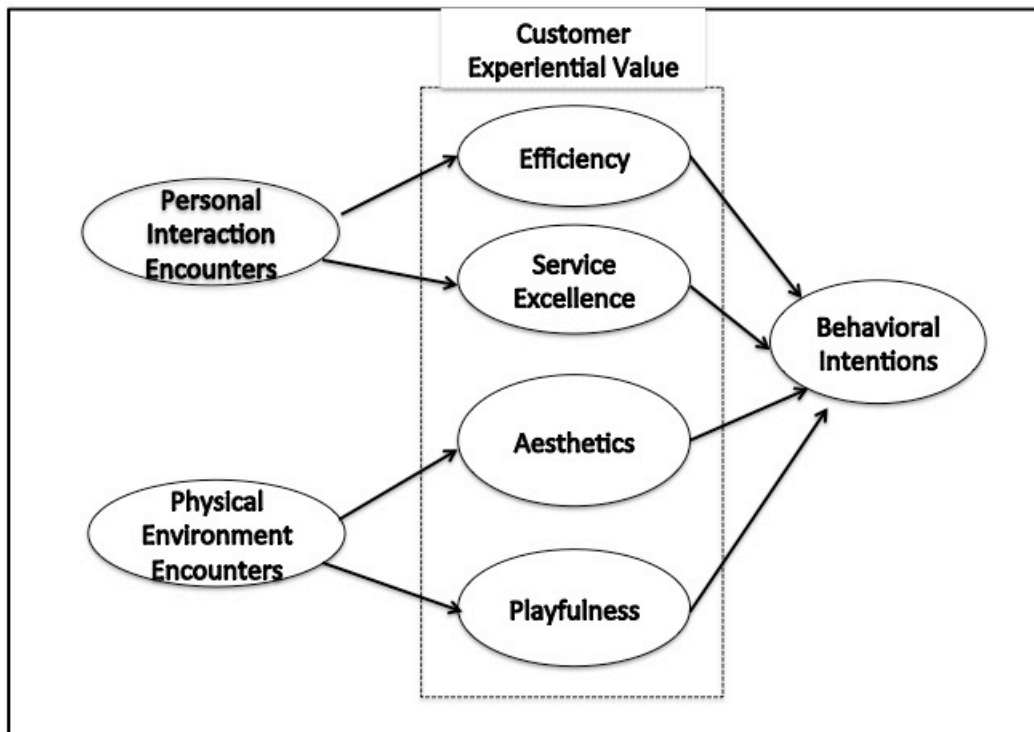 Customer
Experiential Value
Efficiency
Personal
Interaction
Encounters
Service
Excellence
Behavioral
Intentions
Aesthetics
Physical
Environment
Encounters
Playfulness